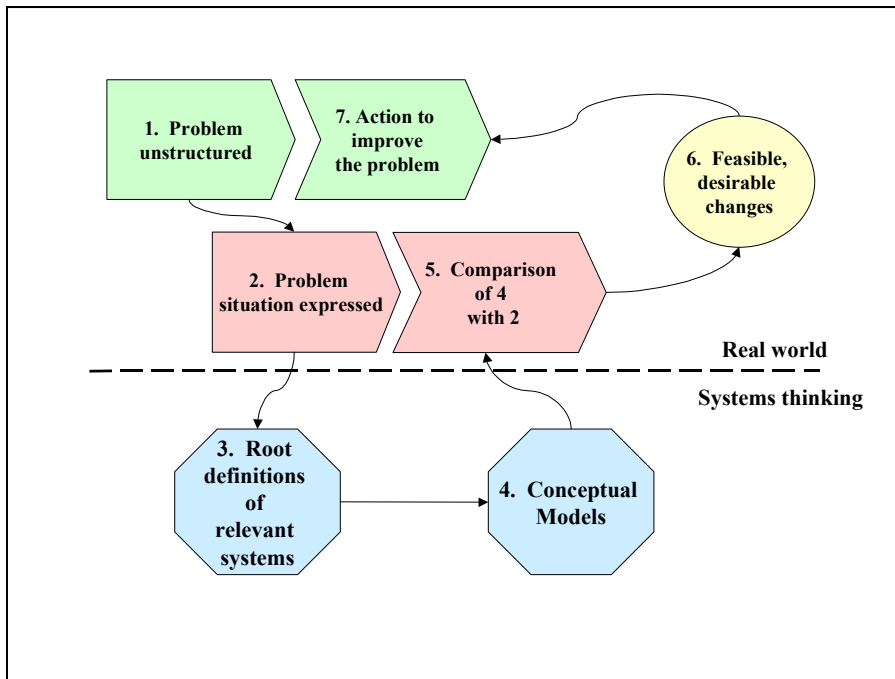 1. Problem
unstructured
7. Action to
improve
the problem
6. Feasible,
desirable
changes
2. Problem
situation expressed
5. Comparison
of 4
with 2
Real world
Systems thinking
3. Root
definitions
of
relevant
systems
4. Conceptual
Models